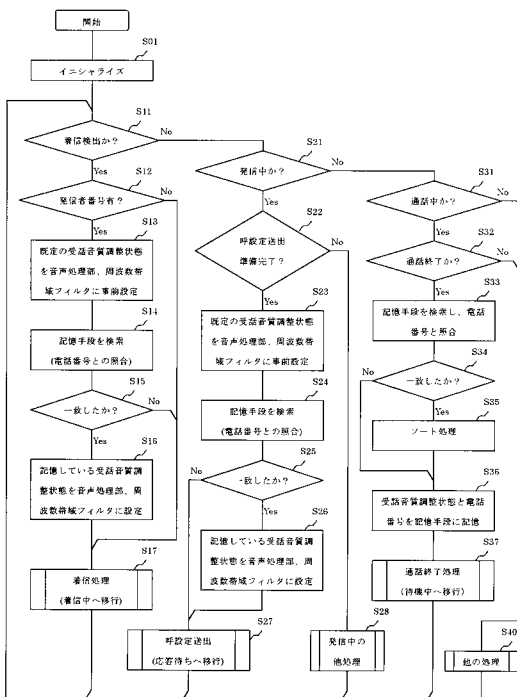 開始
S01
イニシャライズ
S11
着信検出か？
No
Yes
S12
発信者番号有？
No
Yes
S13
既定の受話音質調整状態
を音声処理部、周波数帯
域フィルタに事前設定
S14
記憶手段を検索
(電話番号との照合)
S15
一致したか？
No
Yes
S16
記憶している受話音質調
整状態を音声処理部、周
波数帯域フィルタに設定
S17
着信処理
(着信中へ移行)
S21
発信中か？
No
Yes
S22
呼設定送出
準備完了？
No
Yes
S23
既定の受話音質調整状態
を音声処理部、周波数帯
域フィルタに事前設定
S24
記憶手段を検索
(電話番号との照合)
S25
No
一致したか？
Yes
S26
記憶している受話音質調
整状態を音声処理部、周
波数帯域フィルタに設定
S27
呼設定送出
(応答待ちへ移行)
S28
発信中の
他処理
S31
通話中か？
No
Yes
S32
通話終了か？
No
Yes
S33
記憶手段を検索し、電話
番号と照合
S34
No
一致したか？
Yes
S35
ソート処理
S36
受話音質調整状態と電話
番号を記憶手段に記憶
S37
通話終了処理
(待機中へ移行)
S40
他の処理